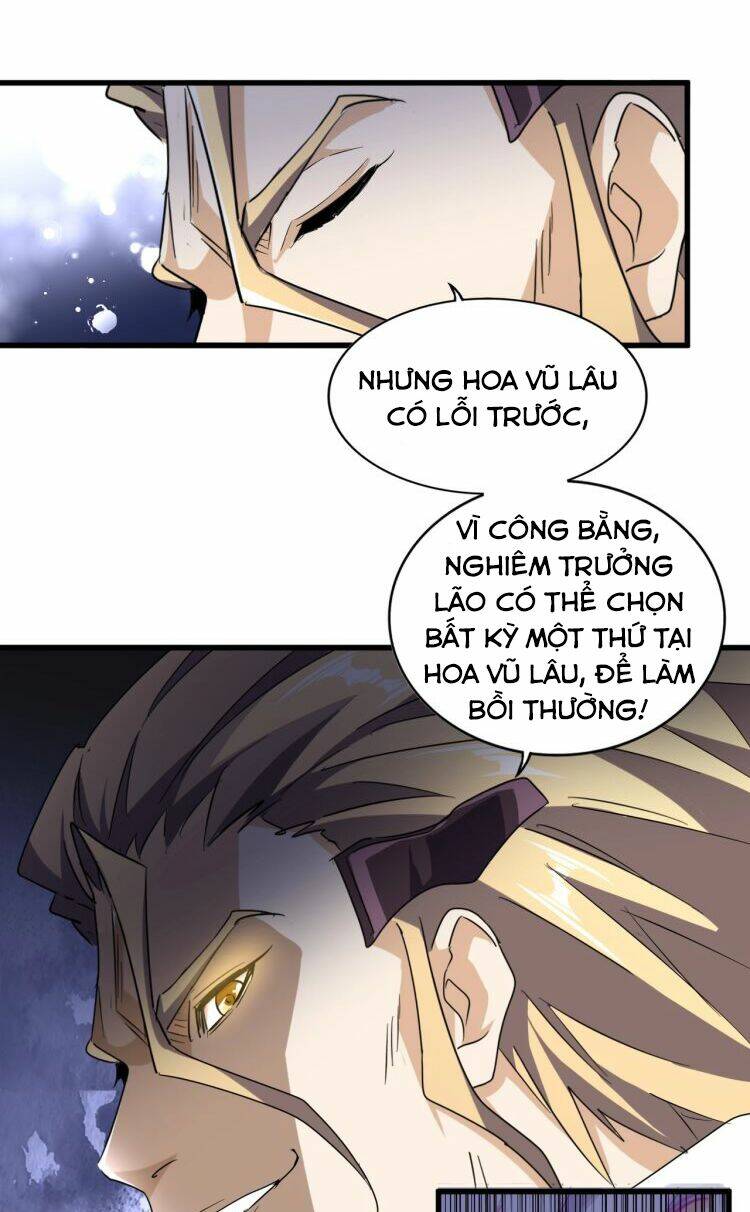 NHƯNG HOA VŨ LÂU
CÓ LỖI TRƯỚC,
VÌ CÔNG BẰNG,
NGHIÊM TRƯỞNG
LÃO CÓ THỂ CHỌN
BẤT KỲ MỘT THỨ TẠI
HOA VŨ LÂU, ĐỂ LÀM
BỒI THƯỜNG!